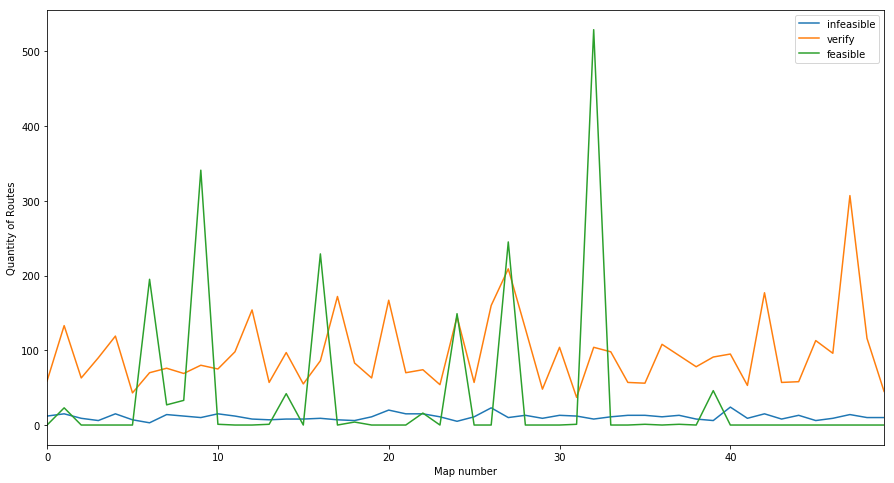 infeasible
verify
feasible
Quantity of Routes
500
400
300
200
100
0
0 10 20 30 40
Map number